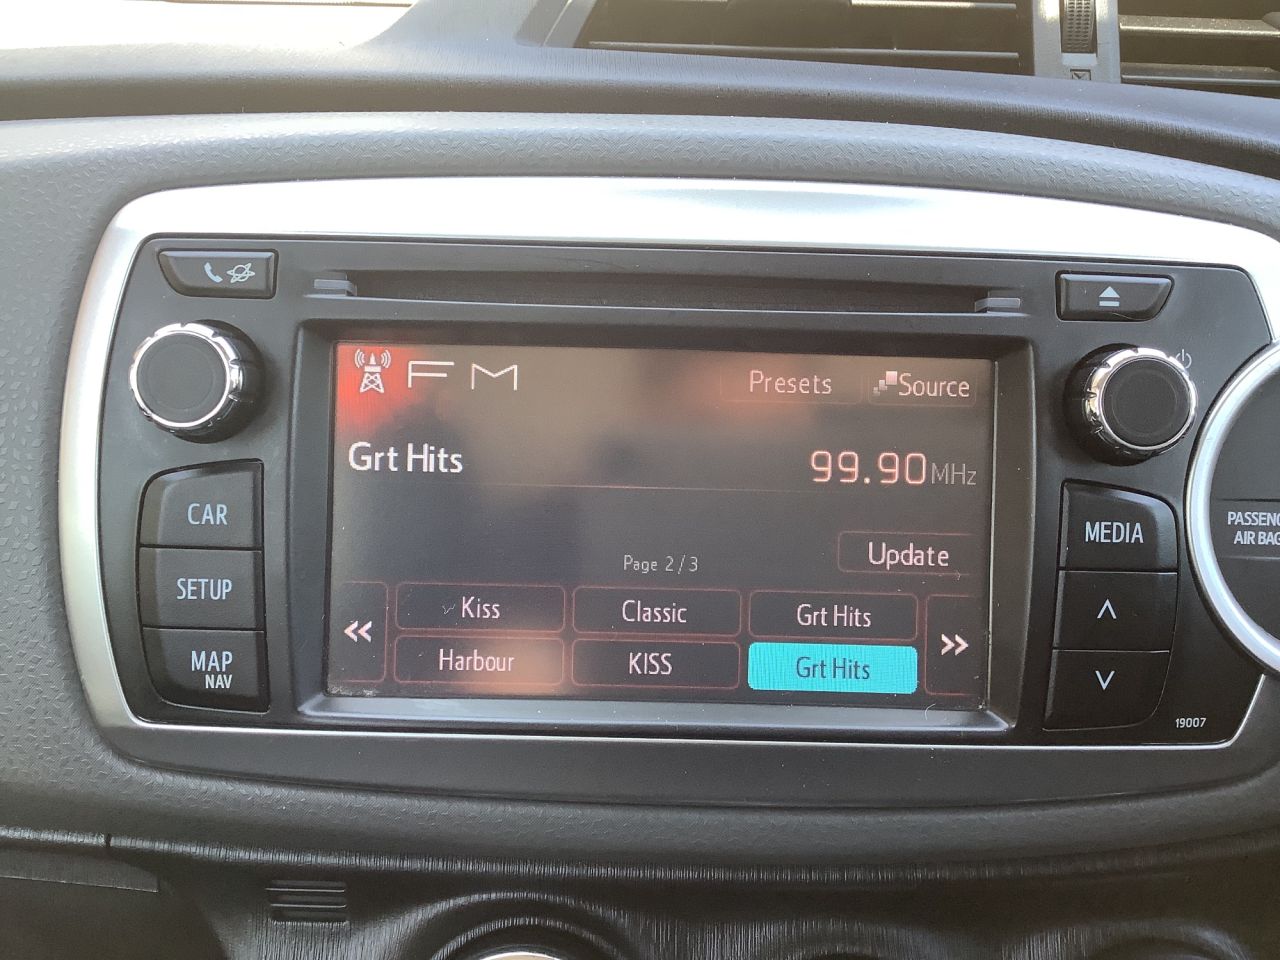 FM
Presets
Source
Grt Hits
99.90MHz
Update
Page 2/3
Kiss
Classic
Grt Hits
«
»
Harbour
KISS
Grt Hits
CAR
SETUP
MAP
NAV
MEDIA
19007
AIR BAG